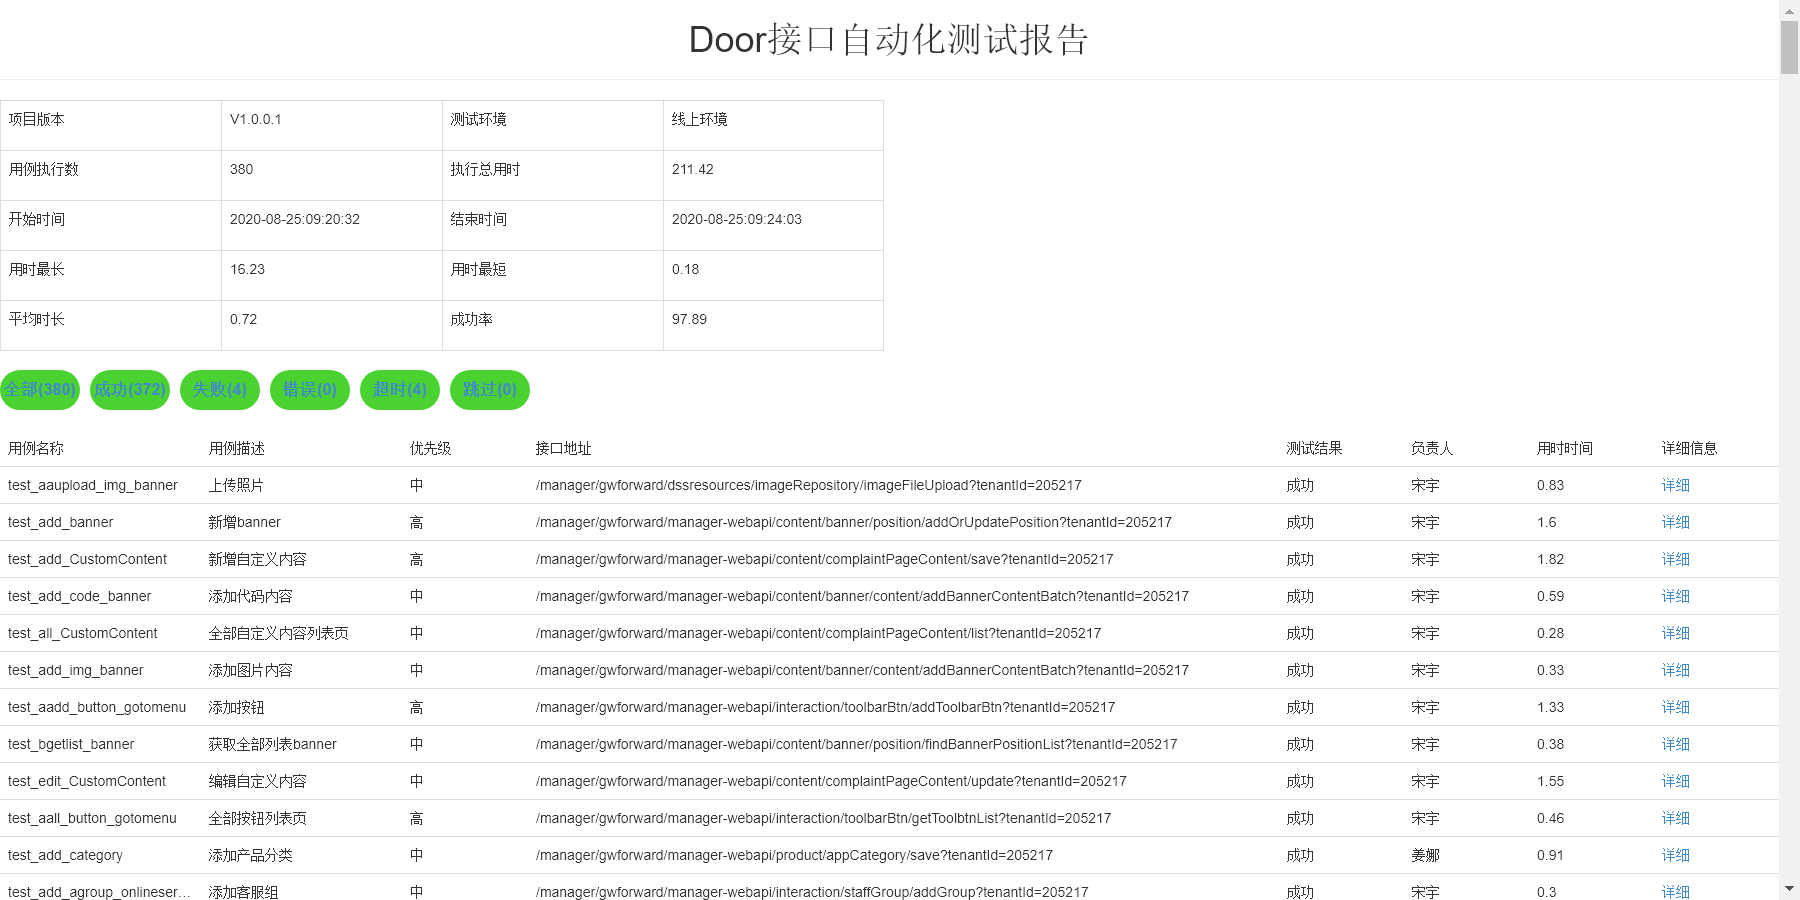 Door接口自动化测试报告
项目版本 V1.0.0.1 测试环境 线上环境
用例执行数 380 执行总用时 211.42
开始时间 2020-08-25:09:20:32 结束时间 2020-08-25:09:24:03
用时最长 16.23 用时最短 0.18
平均时长 0.72 成功率 97.89
全部(380) 成功(372) 失败(4) 错误(0) 超时(4) 跳过(0)
用例名称 用例描述 优先级 接口地址 测试结果 负责人 用时时间 详细信息
test_aaupload_img_banner 上传照片 中 /manager/gwforward/dssresources/imageRepository/imageFileUpload?tenantId=205217 成功 宋宇 0.83 详细
test_add_banner 新增banner 高 /manager/gwforward/manager-webapi/content/banner/position/addOrUpdatePosition?tenantId=205217 成功 宋宇 1.6 详细
test_add_CustomContent 新增自定义内容 高 /manager/gwforward/manager-webapi/content/complaintPageContent/save?tenantId=205217 成功 宋宇 1.82 详细
test_add_code_banner 添加代码内容 中 /manager/gwforward/manager-webapi/content/banner/content/addBannerContentBatch?tenantId=205217 成功 宋宇 0.59 详细
test_all_CustomContent 全部自定义内容列表页 中 /manager/gwforward/manager-webapi/content/complaintPageContent/list?tenantId=205217 成功 宋宇 0.28 详细
test_add_img_banner 添加图片内容 中 /manager/gwforward/manager-webapi/content/banner/content/addBannerContentBatch?tenantId=205217 成功 宋宇 0.33 详细
test_aadd_button_gotomenu 添加按钮 高 /manager/gwforward/manager-webapi/interaction/toolbarBtn/addToolbarBtn?tenantId=205217 成功 宋宇 1.33 详细
test_bgetlist_banner 获取全部列表banner 中 /manager/gwforward/manager-webapi/content/banner/position/findBannerPositionList?tenantId=205217 成功 宋宇 0.38 详细
test_edit_CustomContent 编辑自定义内容 中 /manager/gwforward/manager-webapi/content/complaintPageContent/update?tenantId=205217 成功 宋宇 1.55 详细
test_aall_button_gotomenu 全部按钮列表页 高 /manager/gwforward/manager-webapi/interaction/toolbarBtn/getToolbtnList?tenantId=205217 成功 宋宇 0.46 详细
test_add_category 添加产品分类 中 /manager/gwforward/manager-webapi/product/appCategory/save?tenantId=205217 成功 姜娜 0.91 详细
test_add_agroup_onlineser… 添加客服组 中 /manager/gwforward/manager-webapi/interaction/staffGroup/addGroup?tenantId=205217 成功 宋宇 0.3 详细